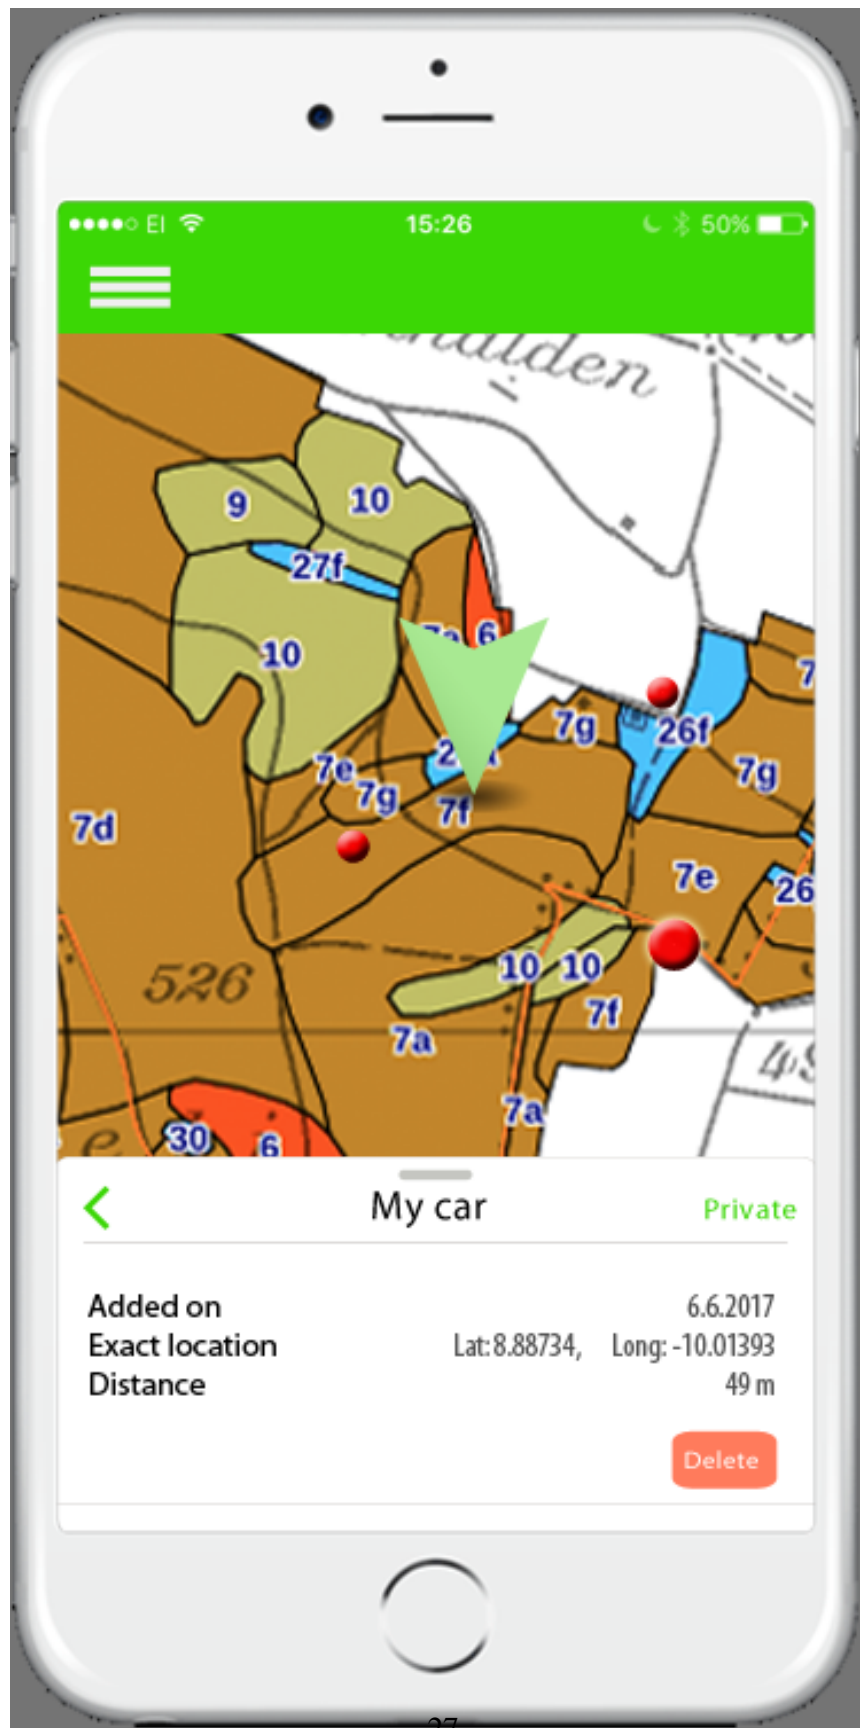 EI 15:26 50%
halden
9 10
27f
10 6
7g 26f
7e 7g 7g
7d 7f
7e 26
10 10
526 7f
7a
7a
30 6
e
My car Private
Added on 6.6.2017
Exact location Lat:8.88734, Long: -10.01393
Distance 49 m
Delete